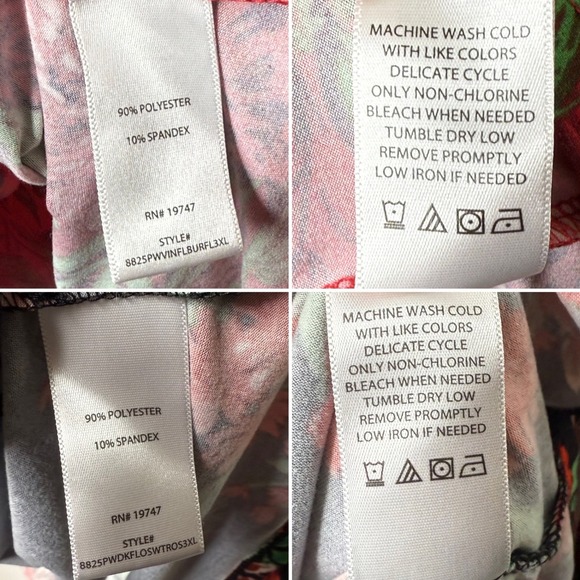 90% POLYESTER
10% SPANDEX
RN# 19747
STYLE#
8825PWVINFLBURFL3XL
MACHINE WASH COLD
WITH LIKE COLORS
DELICATE CYCLE
ONLY NON-CHLORINE
BLEACH WHEN NEEDED
TUMBLE DRY LOW
REMOVE PROMPTLY
LOW IRON IF NEEDED
90% POLYESTER
10% SPANDEX
RN# 19747
STYLE#
8825PWDKFLOSWTROS3XL
MACHINE WASH COLD
WITH LIKE COLORS
DELICATE CYCLE
ONLY NON-CHLORINE
BLEACH WHEN NEEDED
TUMBLE DRY LOW
REMOVE PROMPTLY
LOW IRON IF NEEDED